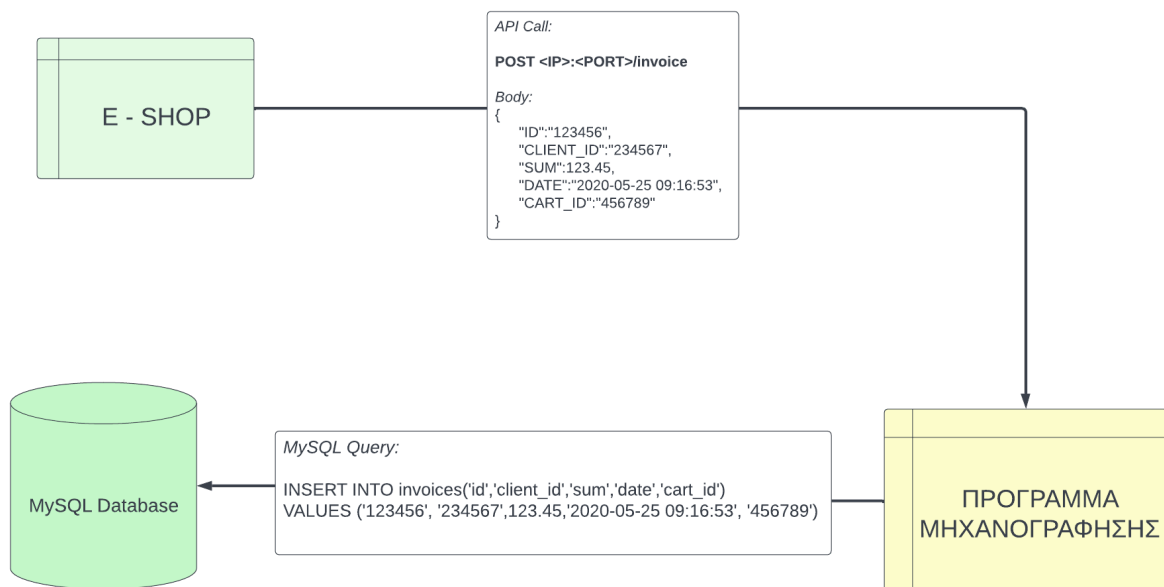 E - SHOP
API Call:
POST <IP>:<PORT>/invoice
Body:
{
"ID":"123456",
"CLIENT_ID":"234567",
"SUM":123.45,
"DATE":"2020-05-25 09:16:53",
"CART_ID":"456789"
}
MySQL Database
MySQL Query:
INSERT INTO invoices('id','client_id','sum','date','cart_id')
VALUES ('123456', '234567',123.45,'2020-05-25 09:16:53', '456789')
ΠΡΟΓΡΑΜΜΑ
ΜΗΧΑΝΟΓΡΑΦΗΣΗΣ